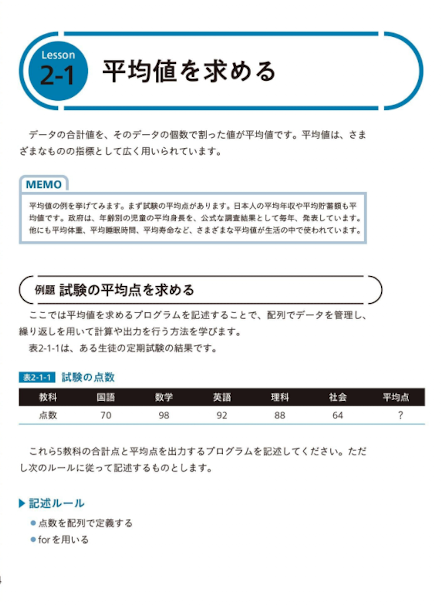 Lesson
2-1
平均値を求める
データの合計値を、そのデータの個数で割った値が平均値です。平均値は、さま
ざまなものの指標として広く用いられています。
MEMO
平均値の例を挙げてみます。まず試験の平均点があります。日本人の平均年収や平均貯蓄額も平
均値です。政府は、年齢別の児童の平均身長を、公式な調査結果として毎年、発表しています。
他にも平均体重、平均睡眠時間、平均寿命など、さまざまな平均値が生活の中で使われています。
例題 試験の平均点を求める
ここでは平均値を求めるプログラムを記述することで、配列でデータを管理し、
繰り返しを用いて計算や出力を行う方法を学びます。
表2-1-1は、ある生徒の定期試験の結果です。
表2-1-1 試験の点数
教科 国語 数学 英語 理科 社会 平均点
点数 70 98 92 88 64 ?
これら5教科の合計点と平均点を出力するプログラムを記述してください。ただ
し次のルールに従って記述するものとします。
▶記述ルール
●点数を配列で定義する
●forを用いる